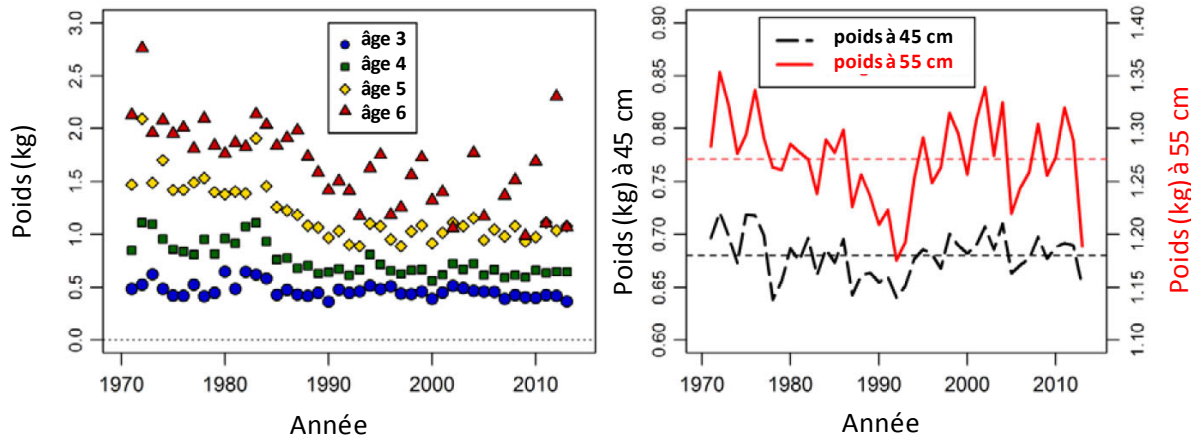 âge 3
âge 4
âge 5
âge 6
Poids (kg)
3.0
2.5
2.0
1.5
1.0
0.5
0.0
1970 1980 1990 2000 2010
Année
poids à 45 cm
poids à 55 cm
Poids (kg) à 45 cm
0.90
0.85
0.80
0.75
0.70
0.65
0.60
1970 1980 1990 2000 2010
Année
1.40
1.35
1.30
1.25
1.20
1.15
1.10
Poids (kg) à 55 cm